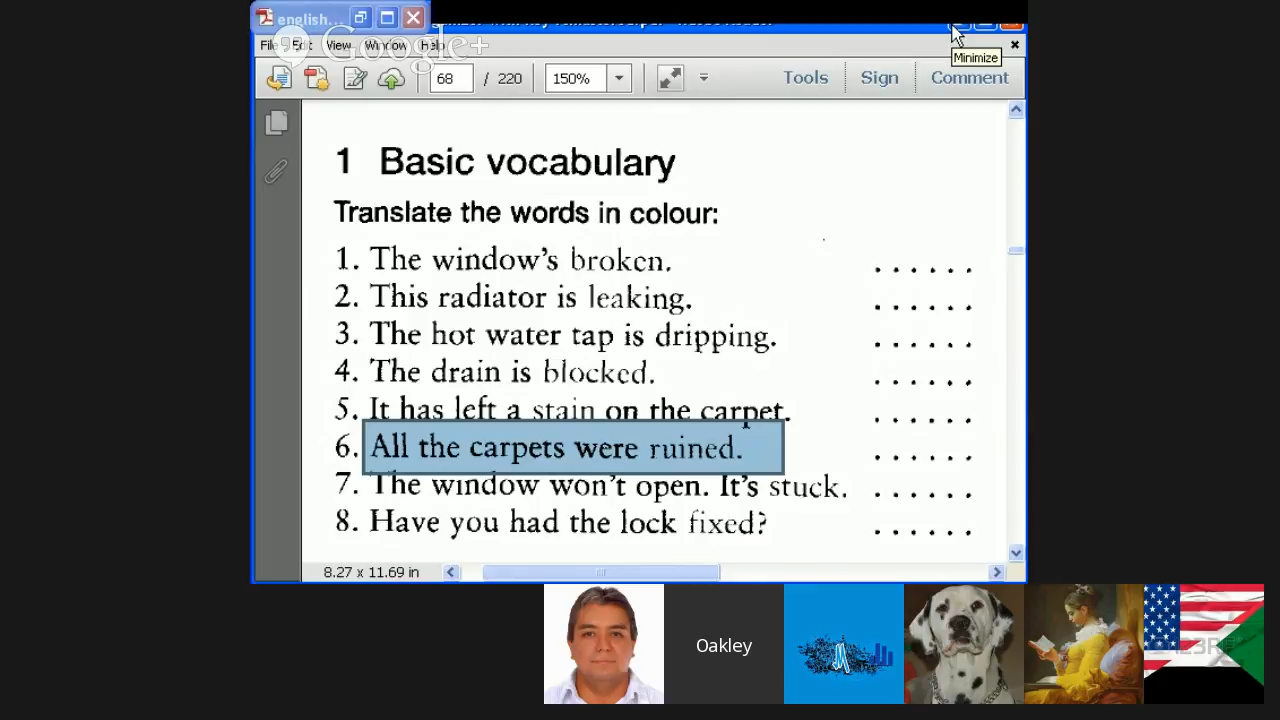 english...
File Edit View Window Help
Google+
Minimize
68 / 220 150% Tools Sign Comment
1 Basic vocabulary
Translate the words in colour:
1. The window's broken. ......
2. This radiator is leaking. ......
3. The hot water tap is dripping. ......
4. The drain is blocked. ......
5. It has left a stain on the carpet. ......
6. All the carpets were ruined. ......
7. The window won't open. It's stuck. ......
8. Have you had the lock fixed? ......
8.27 x 11.69 in
Oakley